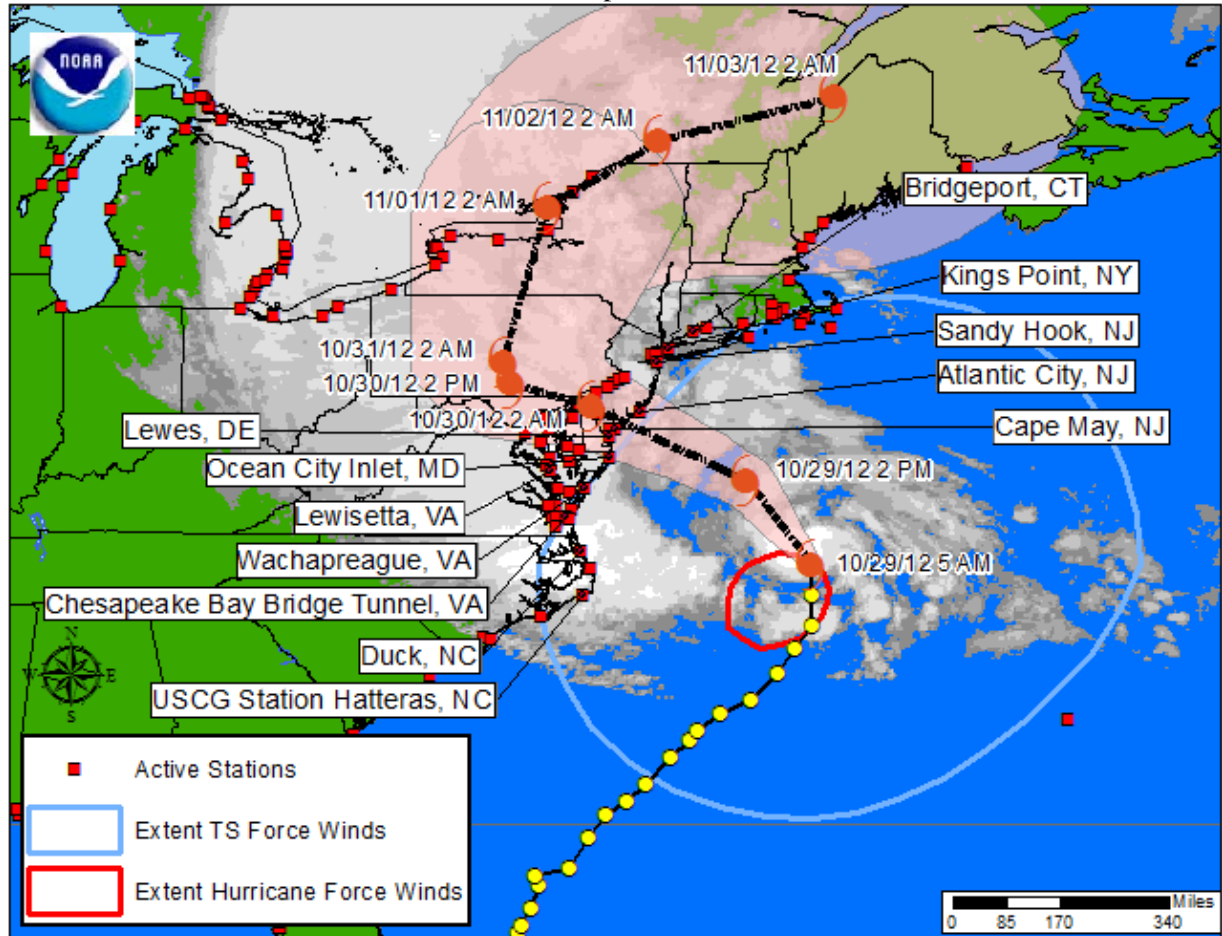 NOAA
11/03/12 2 AM
11/02/12 2 AM
11/01/12 2 AM
Bridgeport, CT
Kings Point, NY
Sandy Hook, NJ
Atlantic City, NJ
10/31/12 2 AM
10/30/12 2 PM
10/30/12 2 AM
Cape May, NJ
Lewes, DE
Ocean City Inlet, MD
10/29/12 2 PM
Lewisetta, VA
Wachapreague, VA
10/29/12 5 AM
Chesapeake Bay Bridge Tunnel, VA
Duck, NC
USCG Station Hatteras, NC
N
W E
S
Active Stations
Extent TS Force Winds
Extent Hurricane Force Winds
Miles
0 85 170 340